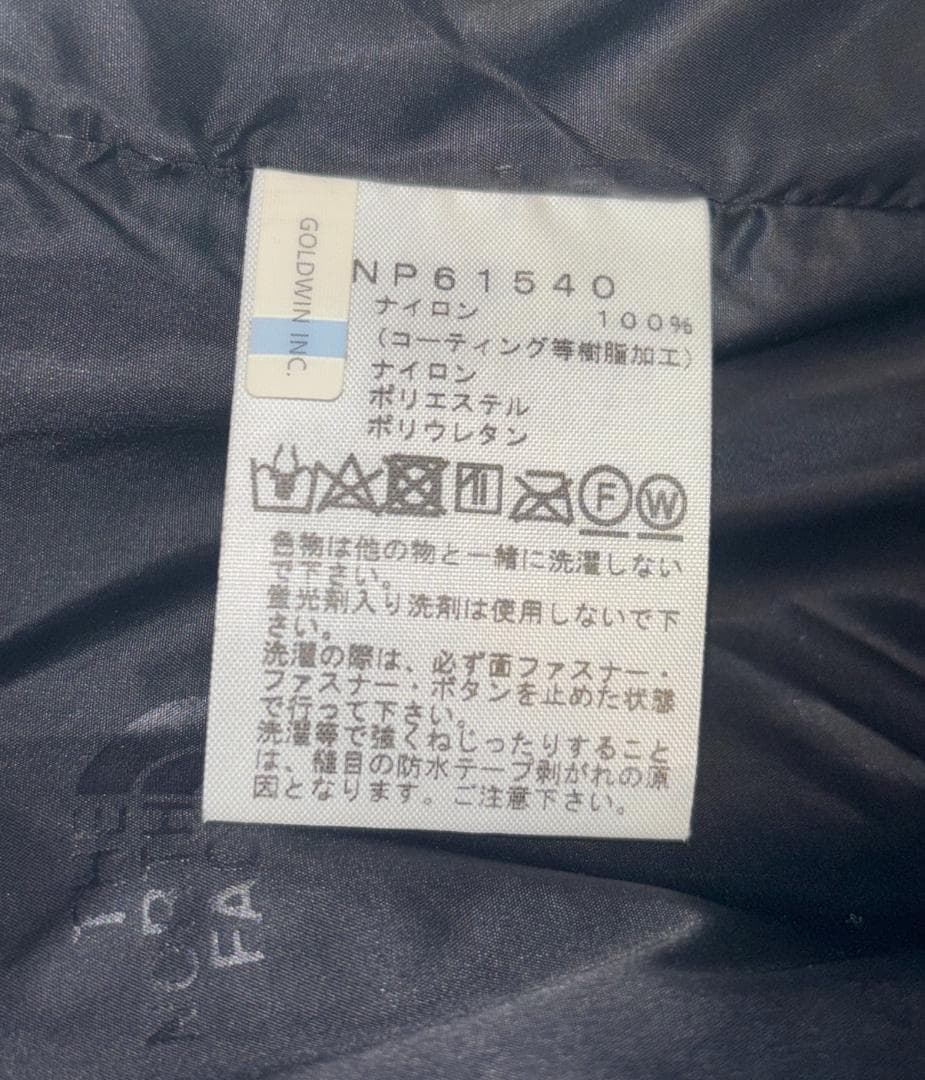 GOLDWIN INC.
NP61540
ナイロン 100%
(コーティング等樹脂加工)
ナイロン
ポリエステル
ポリウレタン
F W
色物は他の物と一緒に洗濯しない
で下さい。
蛍光剤入り洗剤は使用しないで下
さい。
洗濯の際は、必ず面ファスナー・
ファスナー・ボタンを止めた状態
で行って下さい。
洗濯等で強くねじったりすること
は、縫目の防水テープ剥がれの原
因となります。ご注意下さい。
THE
FAC